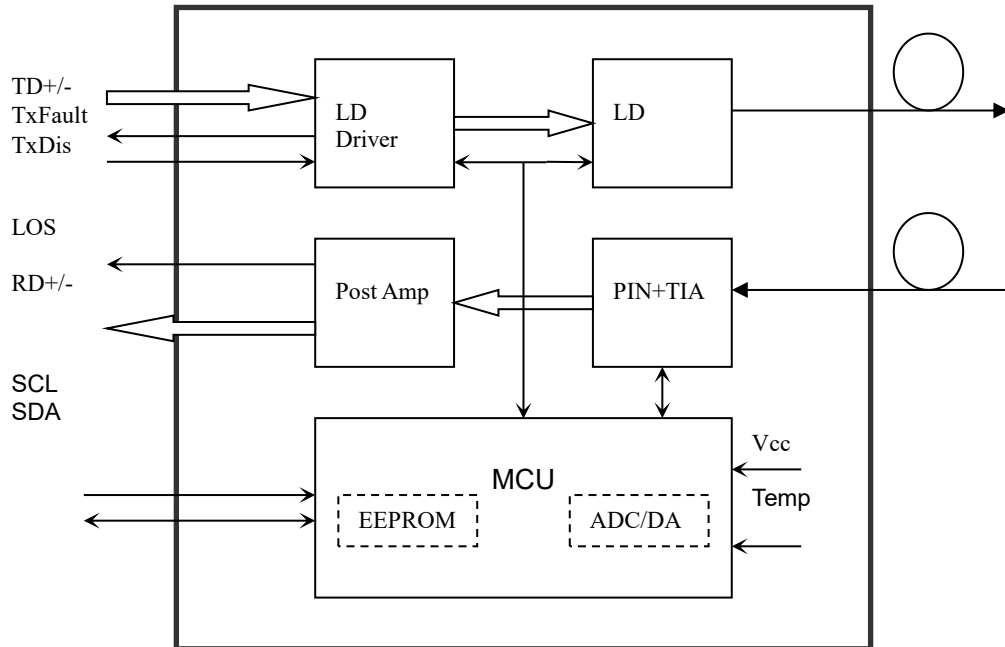 TD+/-
TxFault
TxDis
LD
Driver
LD
LOS
RD+/-
Post Amp
PIN+TIA
SCL
SDA
MCU
Vcc
Temp
EEPROM
ADC/DA